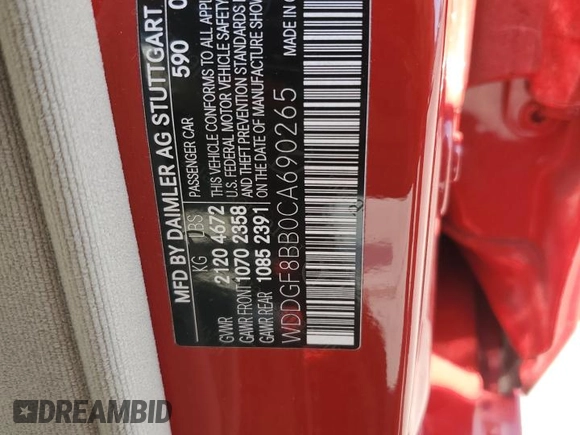 MFD BY DAIMLER AG STUTTGART
PASSENGER CAR 590
KG LBS
GVWR 2120 4672
GAWR FRONT 1070 2358
GAWR REAR 1085 2391
THIS VEHICLE CONFORMS TO ALL APPL
U.S. FEDERAL MOTOR VEHICLE SAFETY
AND THEFT PREVENTION STANDARDS
ON THE DATE OF MANUFACTURE SHOW
MADE IN
WDDGF8BB0CA690265
DREAMBID